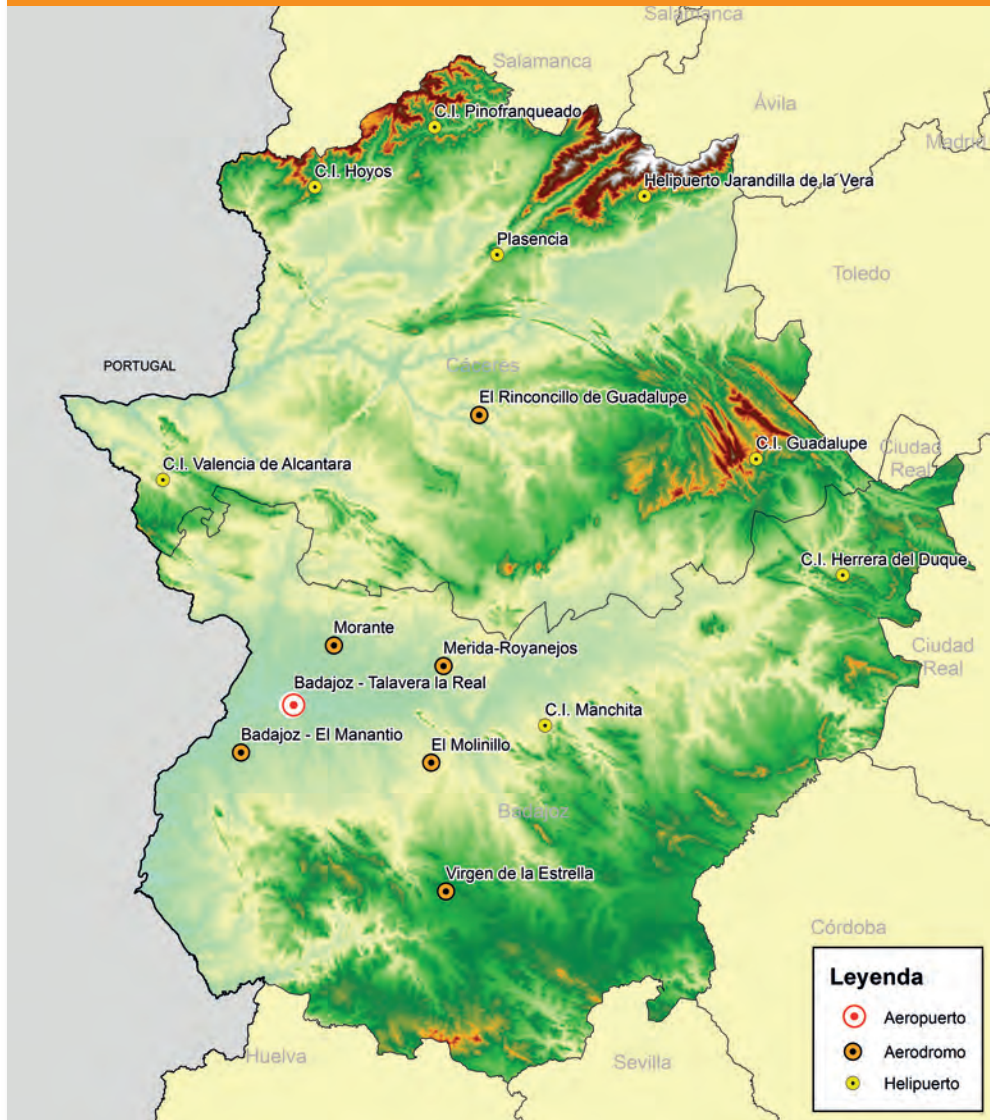 Salamanca
Salamanca
Ávila
Madrid
C.I. Pinofranqueado
C.I. Hoyos
Helipuerto Jarandilla de la Vera
Plasencia
Toledo
PORTUGAL
Cáceres
El Rinconcillo de Guadalupe
C.I. Guadalupe
Ciudad
Real
C.I. Valencia de Alcantara
C.I. Herrera del Duque
Morante
Merida-Royanejos
Ciudad
Real
Badajoz - Talavera la Real
C.I. Manchita
Badajoz - El Manantio
El Molinillo
Badajoz
Virgen de la Estrella
Córdoba
Huelva
Sevilla
Leyenda
Aeropuerto
Aerodromo
Helipuerto